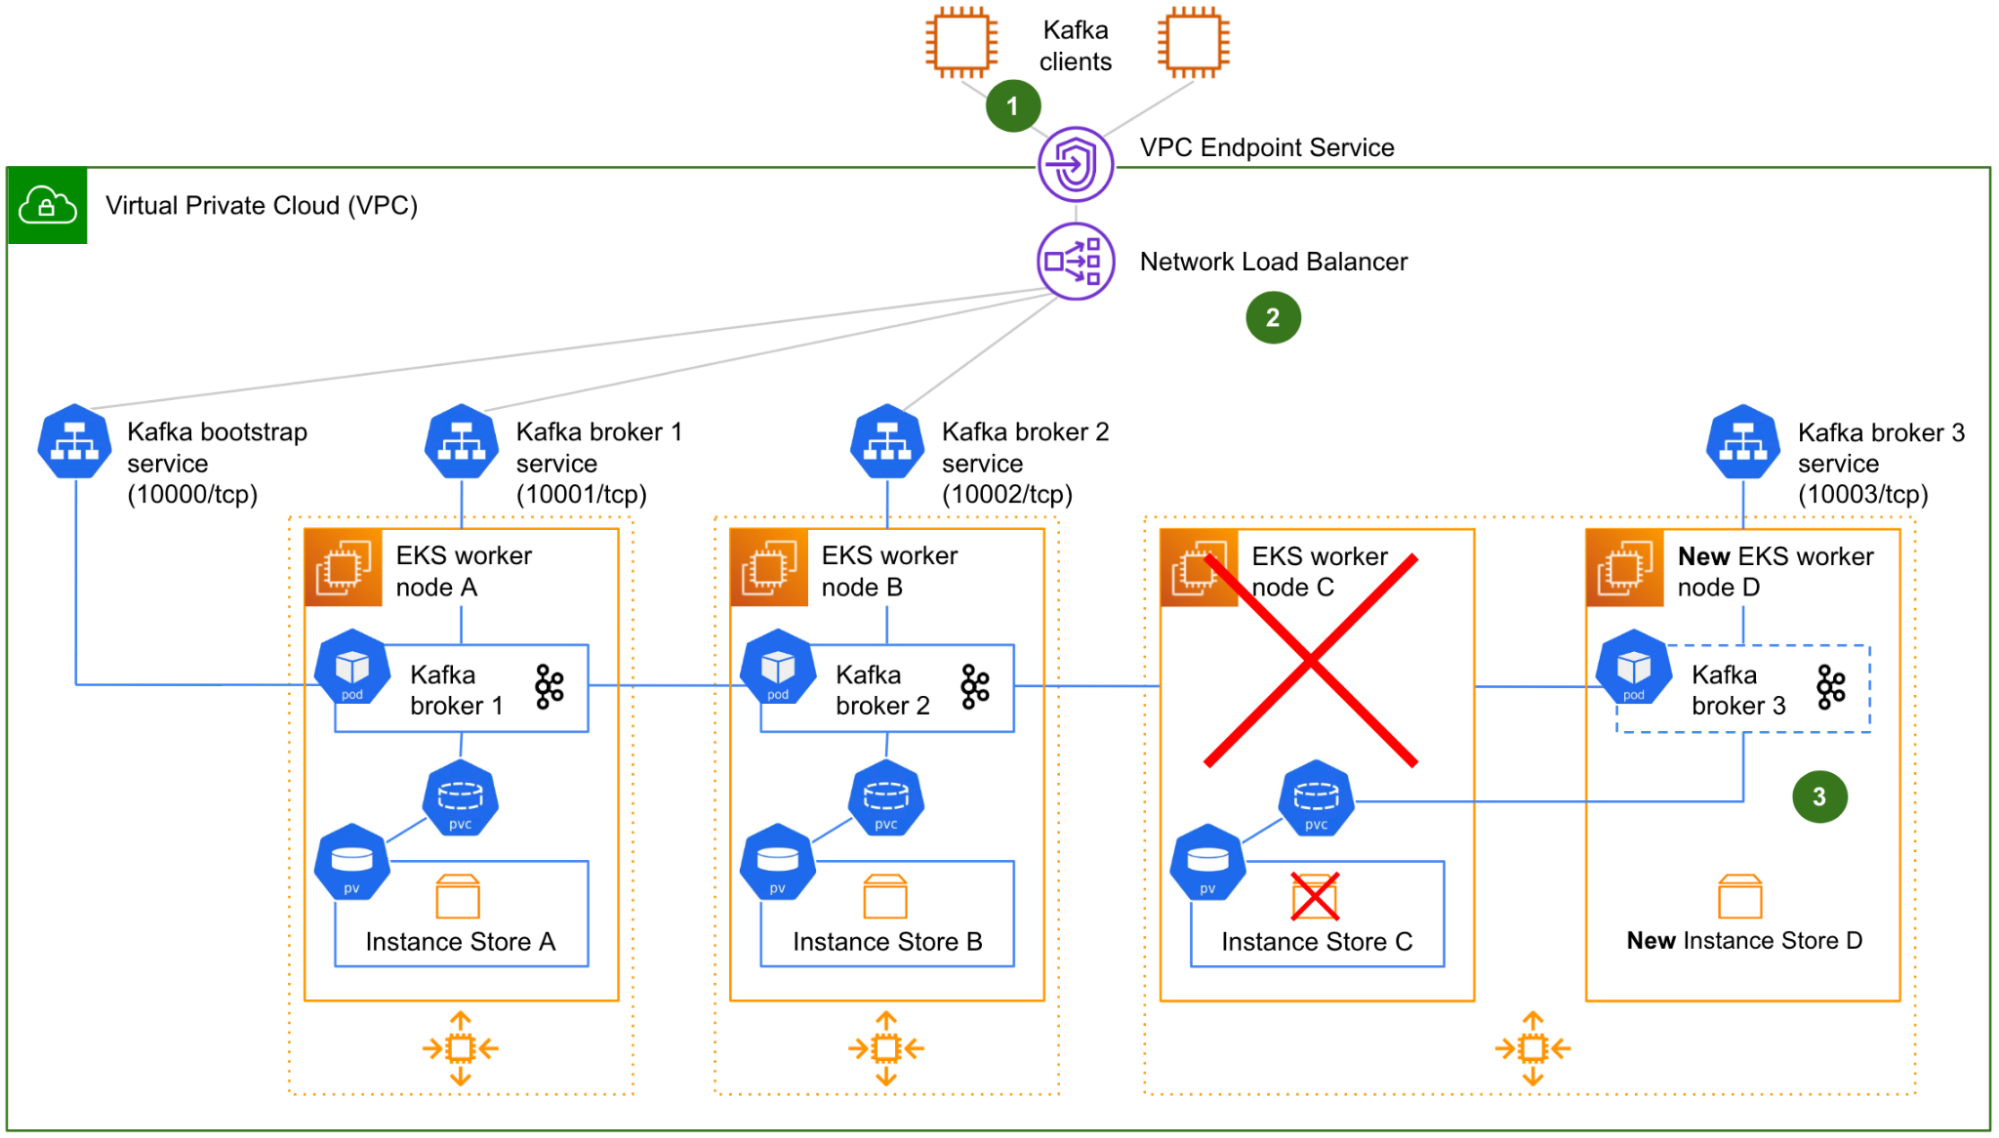 Kafka
clients
1
VPC Endpoint Service
Virtual Private Cloud (VPC)
Network Load Balancer
2
Kafka bootstrap
service
(10000/tcp)
Kafka broker 1
service
(10001/tcp)
Kafka broker 2
service
(10002/tcp)
Kafka broker 3
service
(10003/tcp)
EKS worker
node A
EKS worker
node B
EKS worker
node C
New EKS worker
node D
pod
Kafka
broker 1
pod
Kafka
broker 2
pod
Kafka
broker 3
pvc
pvc
pvc
3
pv
pv
pv
Instance Store A
Instance Store B
Instance Store C
New Instance Store D